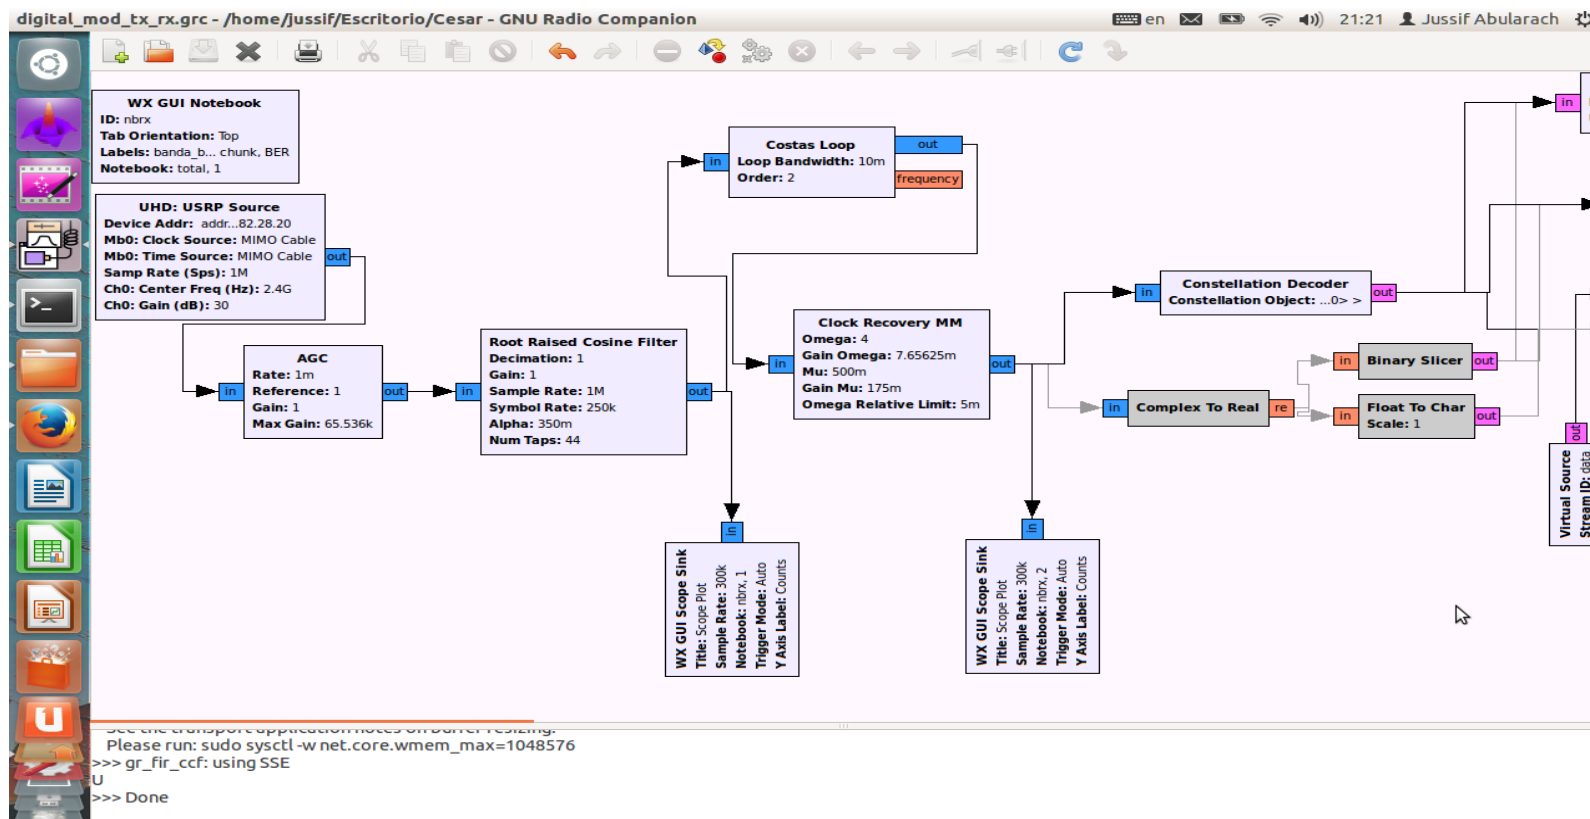 digital_mod_tx_rx.grc - /home/jussif/Escritorio/Cesar - GNU Radio Companion
en
21:21
Jussif Abularach
WX GUI Notebook
ID: nbrx
Tab Orientation: Top
Labels: banda_b... chunk, BER
Notebook: total, 1
UHD: USRP Source
Device Addr: addr...82.28.20
Mb0: Clock Source: MIMO Cable
Mb0: Time Source: MIMO Cable
Samp Rate (Sps): 1M
Ch0: Center Freq (Hz): 2.4G
Ch0: Gain (dB): 30
out
in
AGC
Rate: 1m
Reference: 1
Gain: 1
Max Gain: 65.536k
out
in
Root Raised Cosine Filter
Decimation: 1
Gain: 1
Sample Rate: 1M
Symbol Rate: 250k
Alpha: 350m
Num Taps: 44
out
in
Costas Loop
Loop Bandwidth: 10m
Order: 2
out
frequency
in
Clock Recovery MM
Omega: 4
Gain Omega: 7.65625m
Mu: 500m
Gain Mu: 175m
Omega Relative Limit: 5m
out
in
Constellation Decoder
Constellation Object: ...0> >
out
in
Complex To Real
re
in
Binary Slicer
out
in
Float To Char
Scale: 1
out
in
in
WX GUI Scope Sink
Title: Scope Plot
Sample Rate: 300k
Notebook: nbrx, 1
Trigger Mode: Auto
Y Axis Label: Counts
in
WX GUI Scope Sink
Title: Scope Plot
Sample Rate: 300k
Notebook: nbrx, 2
Trigger Mode: Auto
Y Axis Label: Counts
out
Virtual Source
Stream ID: data
See the transport application notes on buffer resizing.
Please run: sudo sysctl -w net.core.wmem_max=1048576
>>> gr_fir_ccf: using SSE
U
>>> Done